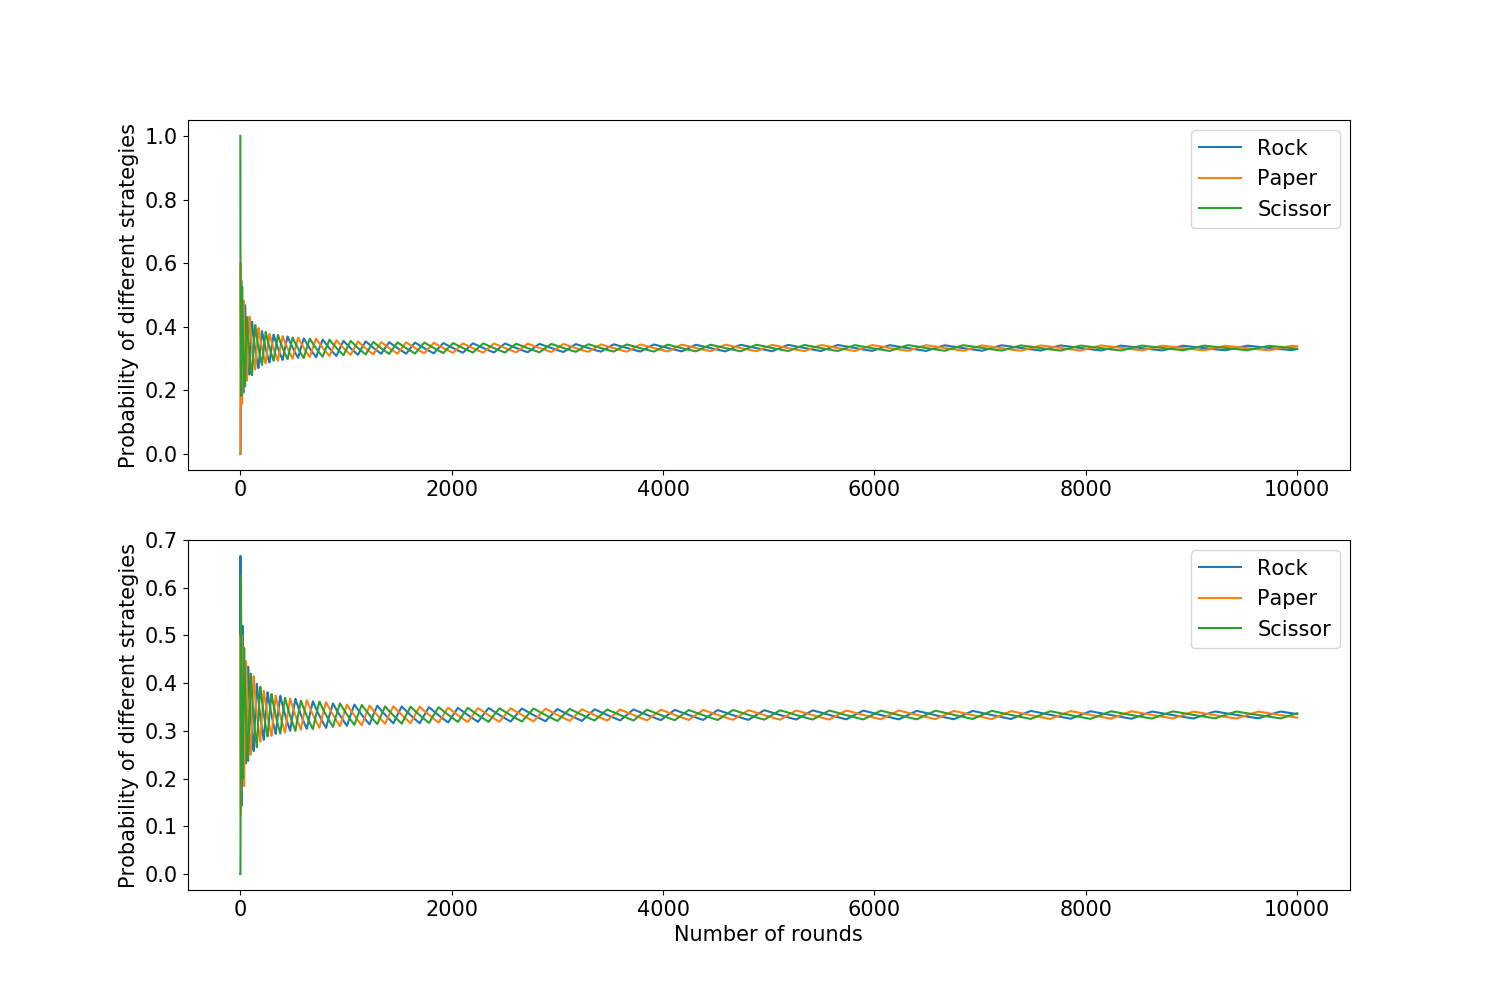 Probability of different strategies
1.0
0.8
0.6
0.4
0.2
0.0
Rock
Paper
Scissor
0 2000 4000 6000 8000 10000
Probability of different strategies
0.7
0.6
0.5
0.4
0.3
0.2
0.1
0.0
Rock
Paper
Scissor
0 2000 4000 6000 8000 10000
Number of rounds